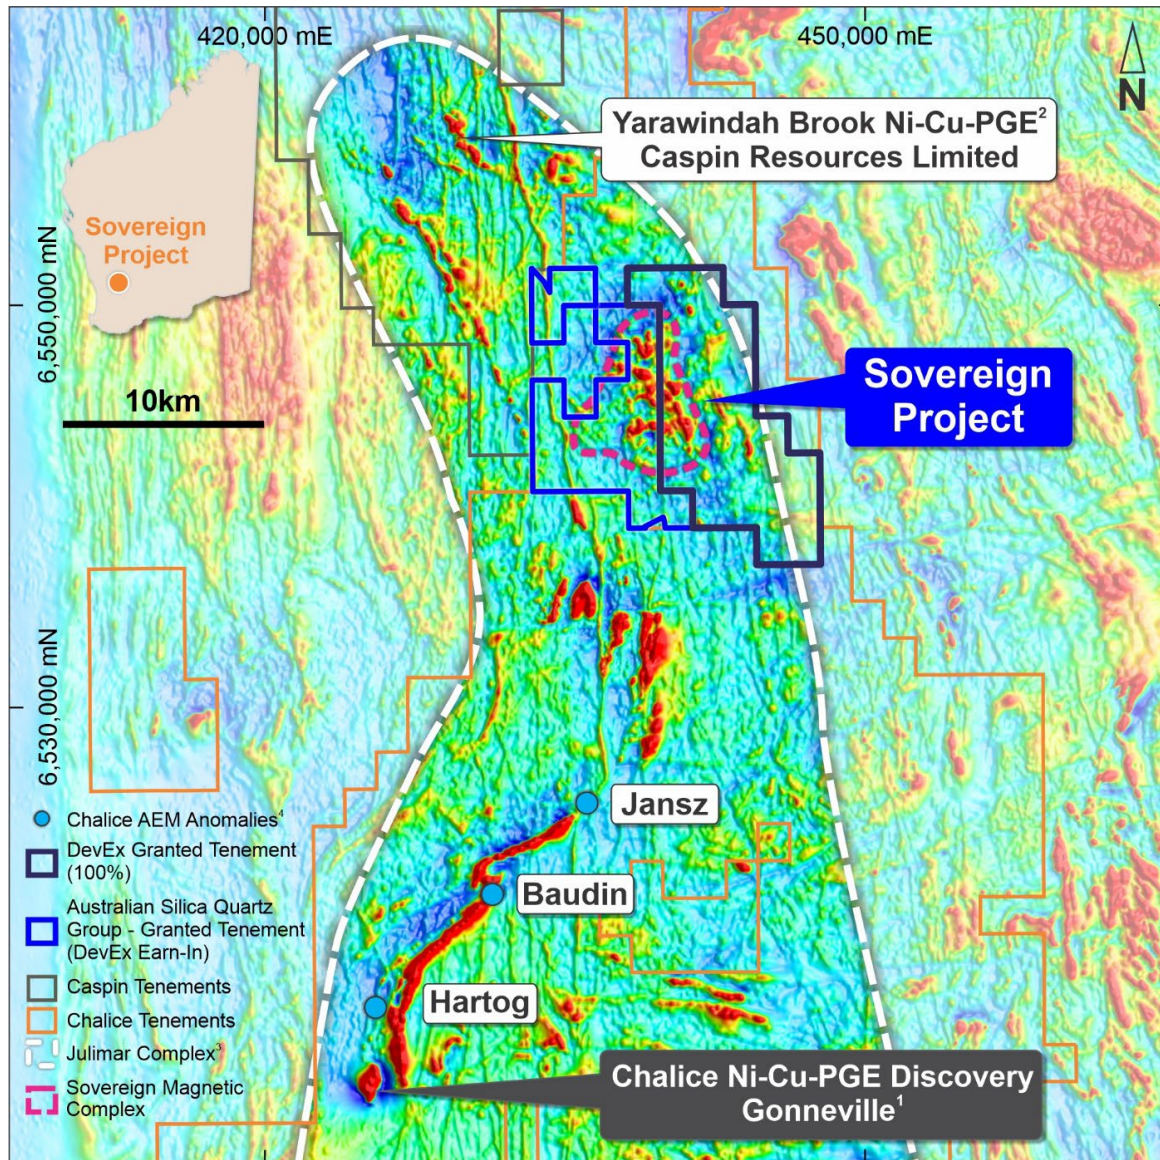 420,000 mE
450,000 mE
N
Yarawindah Brook Ni-Cu-PGE²
Caspin Resources Limited
Sovereign
Project
6,550,000 mN
10km
Sovereign
Project
6,530,000 mN
Jansz
Baudin
Hartog
Chalice Ni-Cu-PGE Discovery
Gonneville¹
Chalice AEM Anomalies⁴
DevEx Granted Tenement
(100%)
Australian Silica Quartz
Group - Granted Tenement
(DevEx Earn-In)
Caspin Tenements
Chalice Tenements
Julimar Complex³
Sovereign Magnetic
Complex